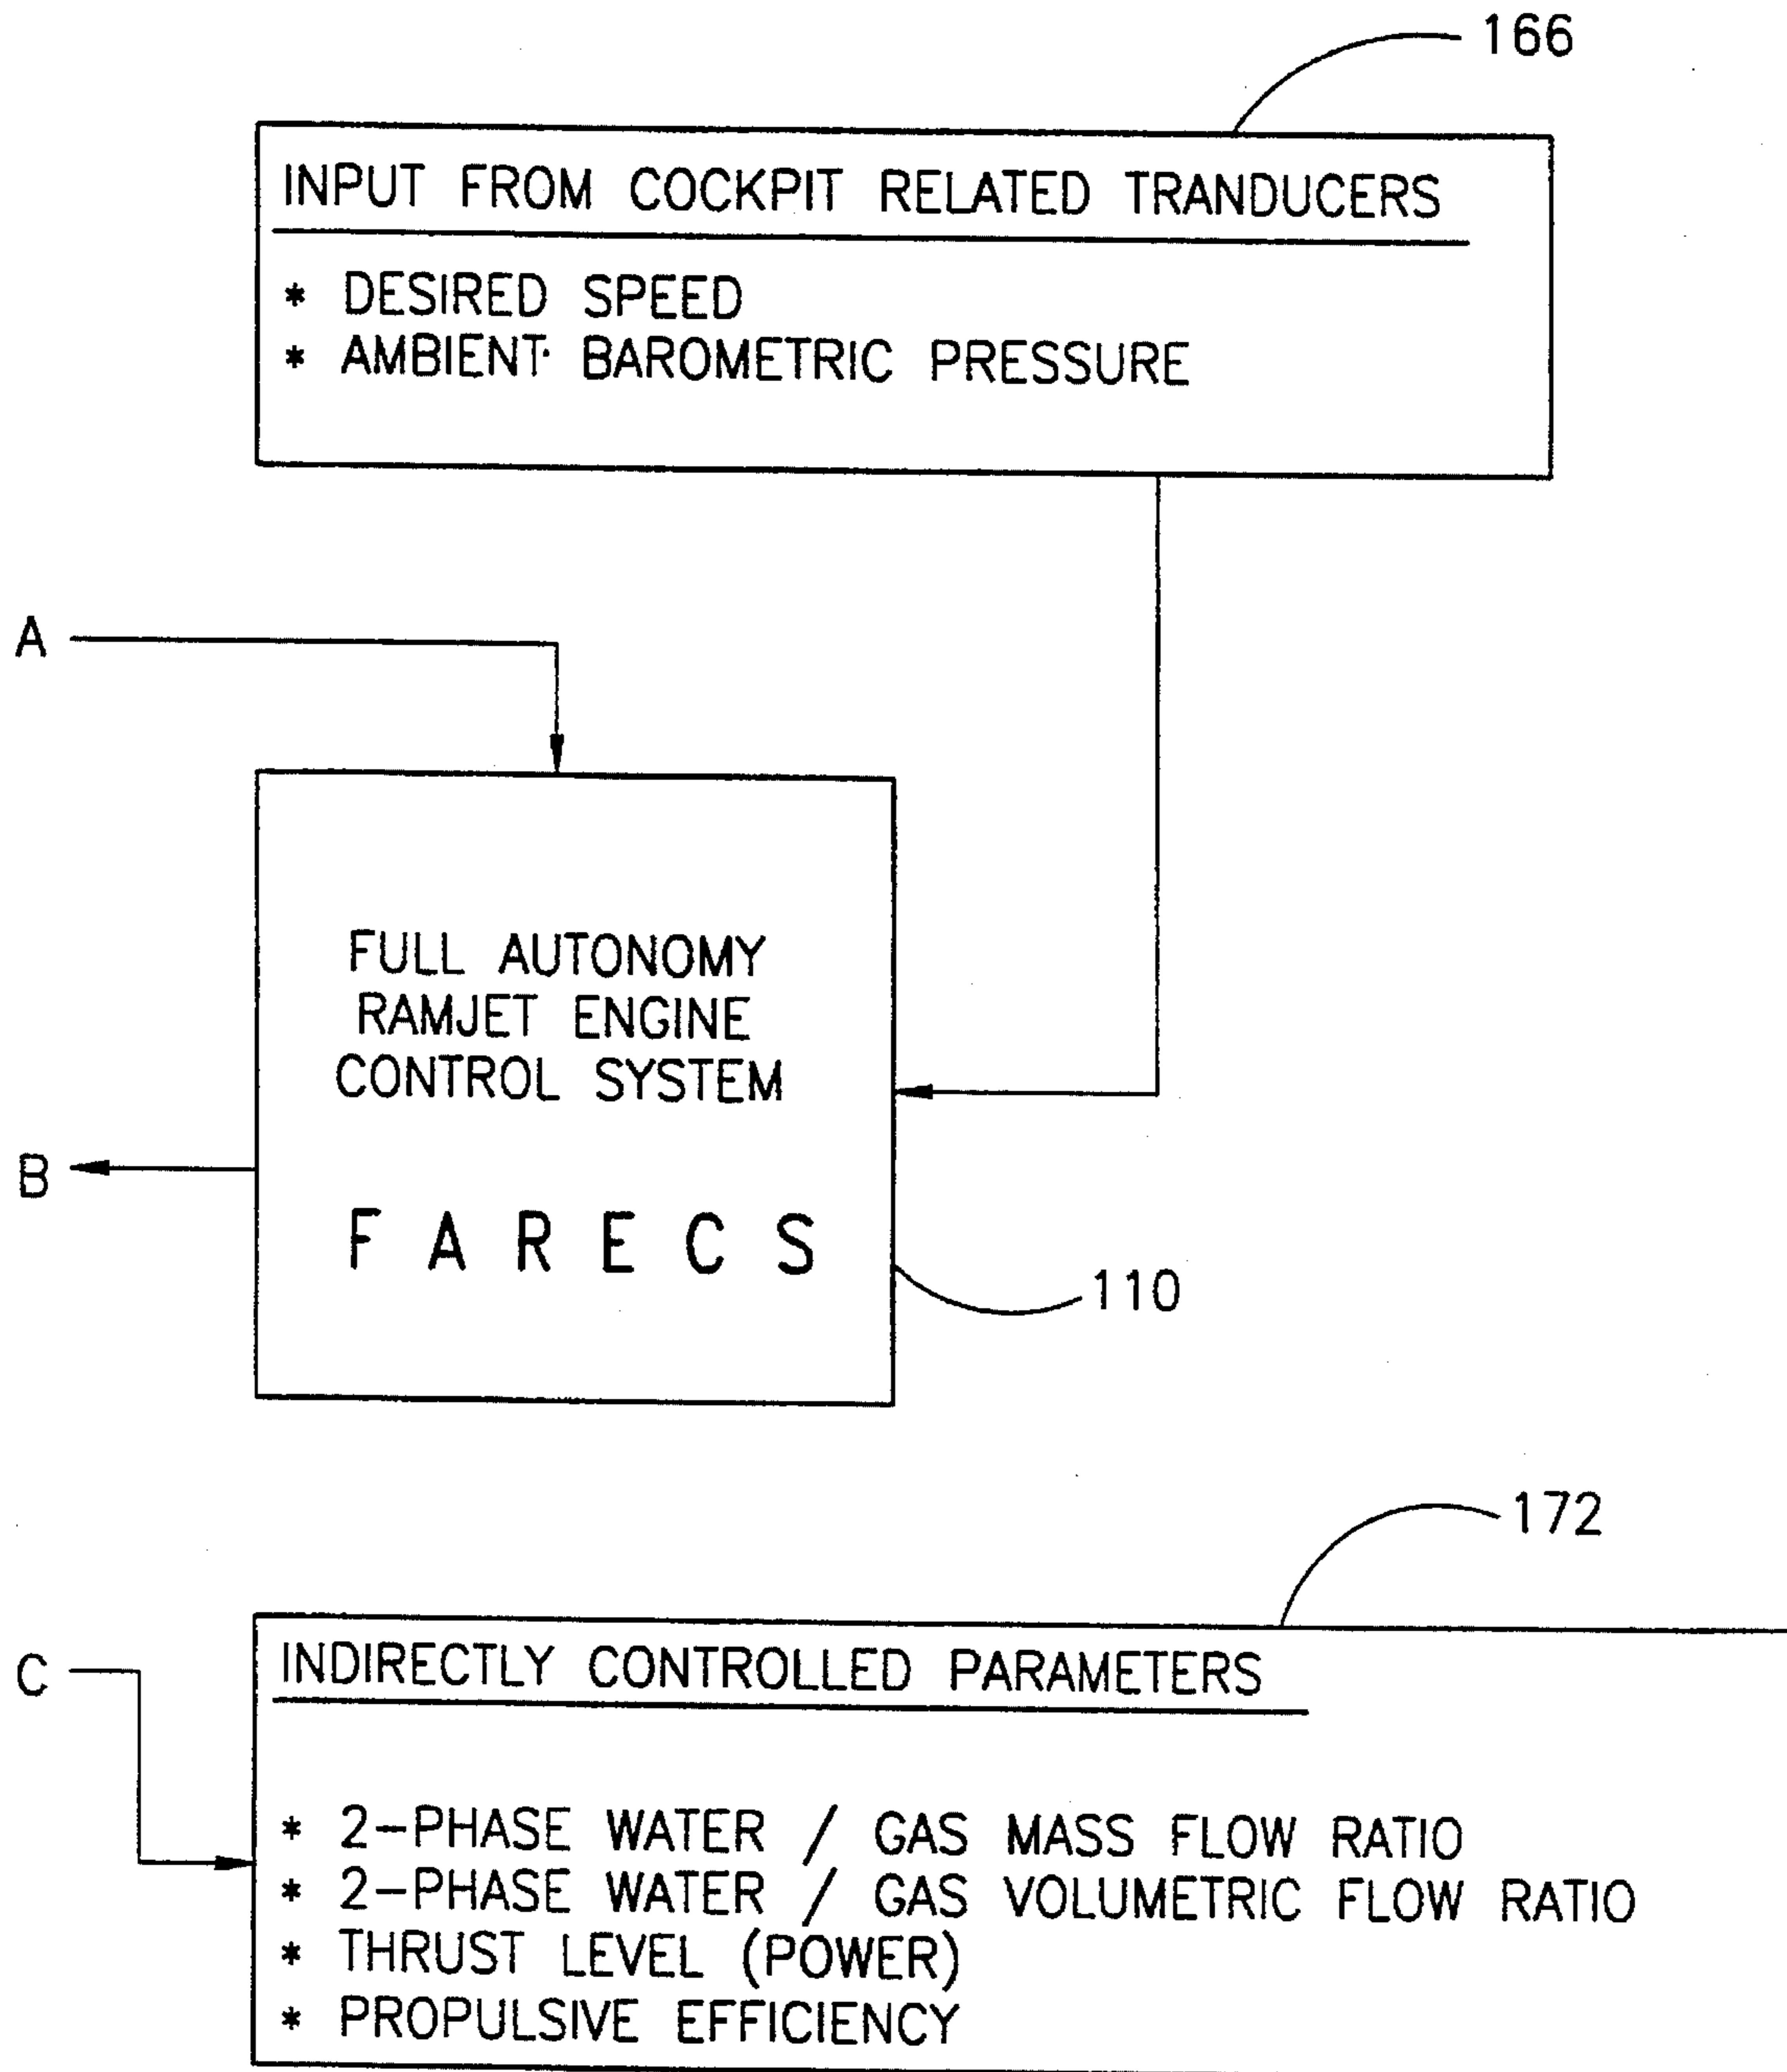 166
INPUT FROM COCKPIT RELATED TRANDUCERS
* DESIRED SPEED
* AMBIENT BAROMETRIC PRESSURE
A
FULL AUTONOMY
RAMJET ENGINE
CONTROL SYSTEM
B
F A R E C S
110
172
C
INDIRECTLY CONTROLLED PARAMETERS
* 2-PHASE WATER / GAS MASS FLOW RATIO
* 2-PHASE WATER / GAS VOLUMETRIC FLOW RATIO
* THRUST LEVEL (POWER)
* PROPULSIVE EFFICIENCY